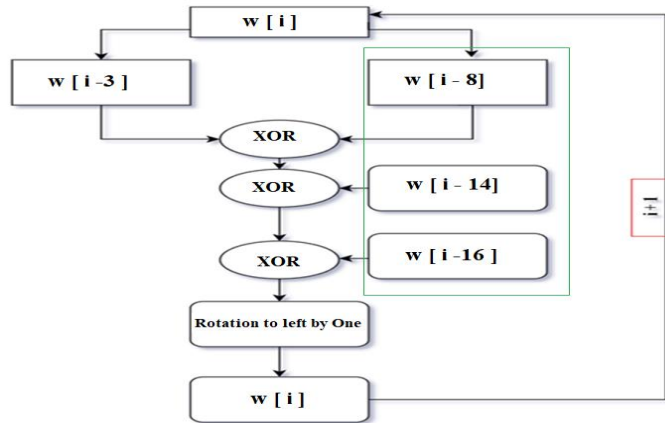 w [ i ]
w [ i -3 ]
w [ i - 8]
XOR
XOR
w [ i - 14]
XOR
w [ i -16 ]
i+1
Rotation to left by One
w [ i ]